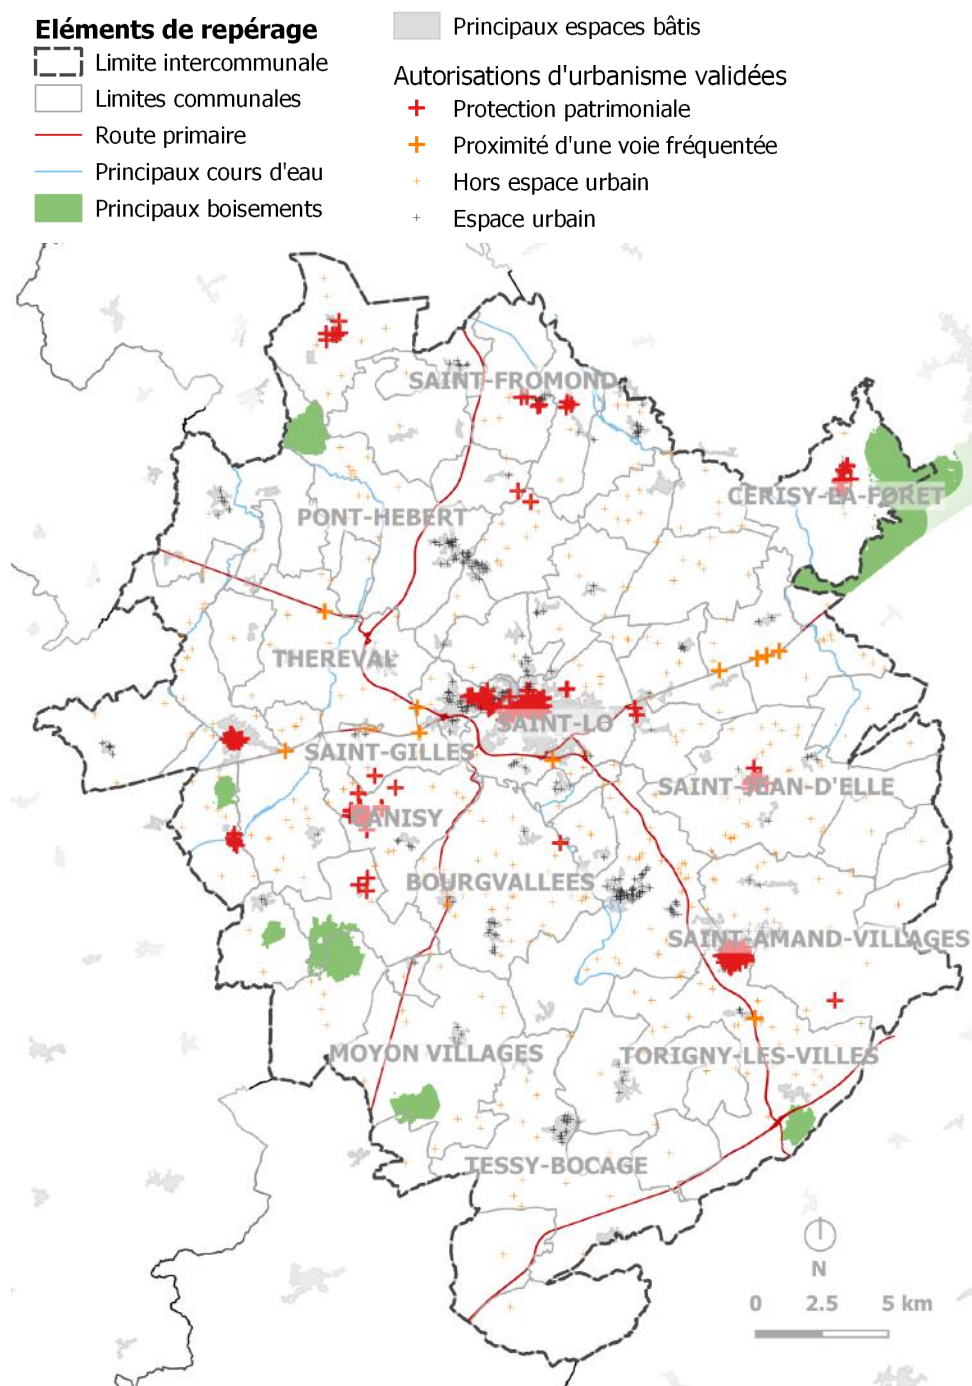 Eléments de repérage
Limite intercommunale
Limites communales
Route primaire
Principaux cours d'eau
Principaux boisements
Principaux espaces bâtis
Autorisations d'urbanisme validées
Protection patrimoniale
Proximité d'une voie fréquentée
Hors espace urbain
Espace urbain
SAINT-FROMOND
CERISY-LA-FORET
PONT-HEBERT
THEREVAL
SAINT-LO
SAINT-GILLES
SAINT-JEAN-D'ELLE
CANISY
BOURGVALLEES
SAINT-AMAND-VILLAGES
MOYON VILLAGES
TORIGNY-LES-VILLES
TESSY-BOCAGE
N
0 2.5 5 km